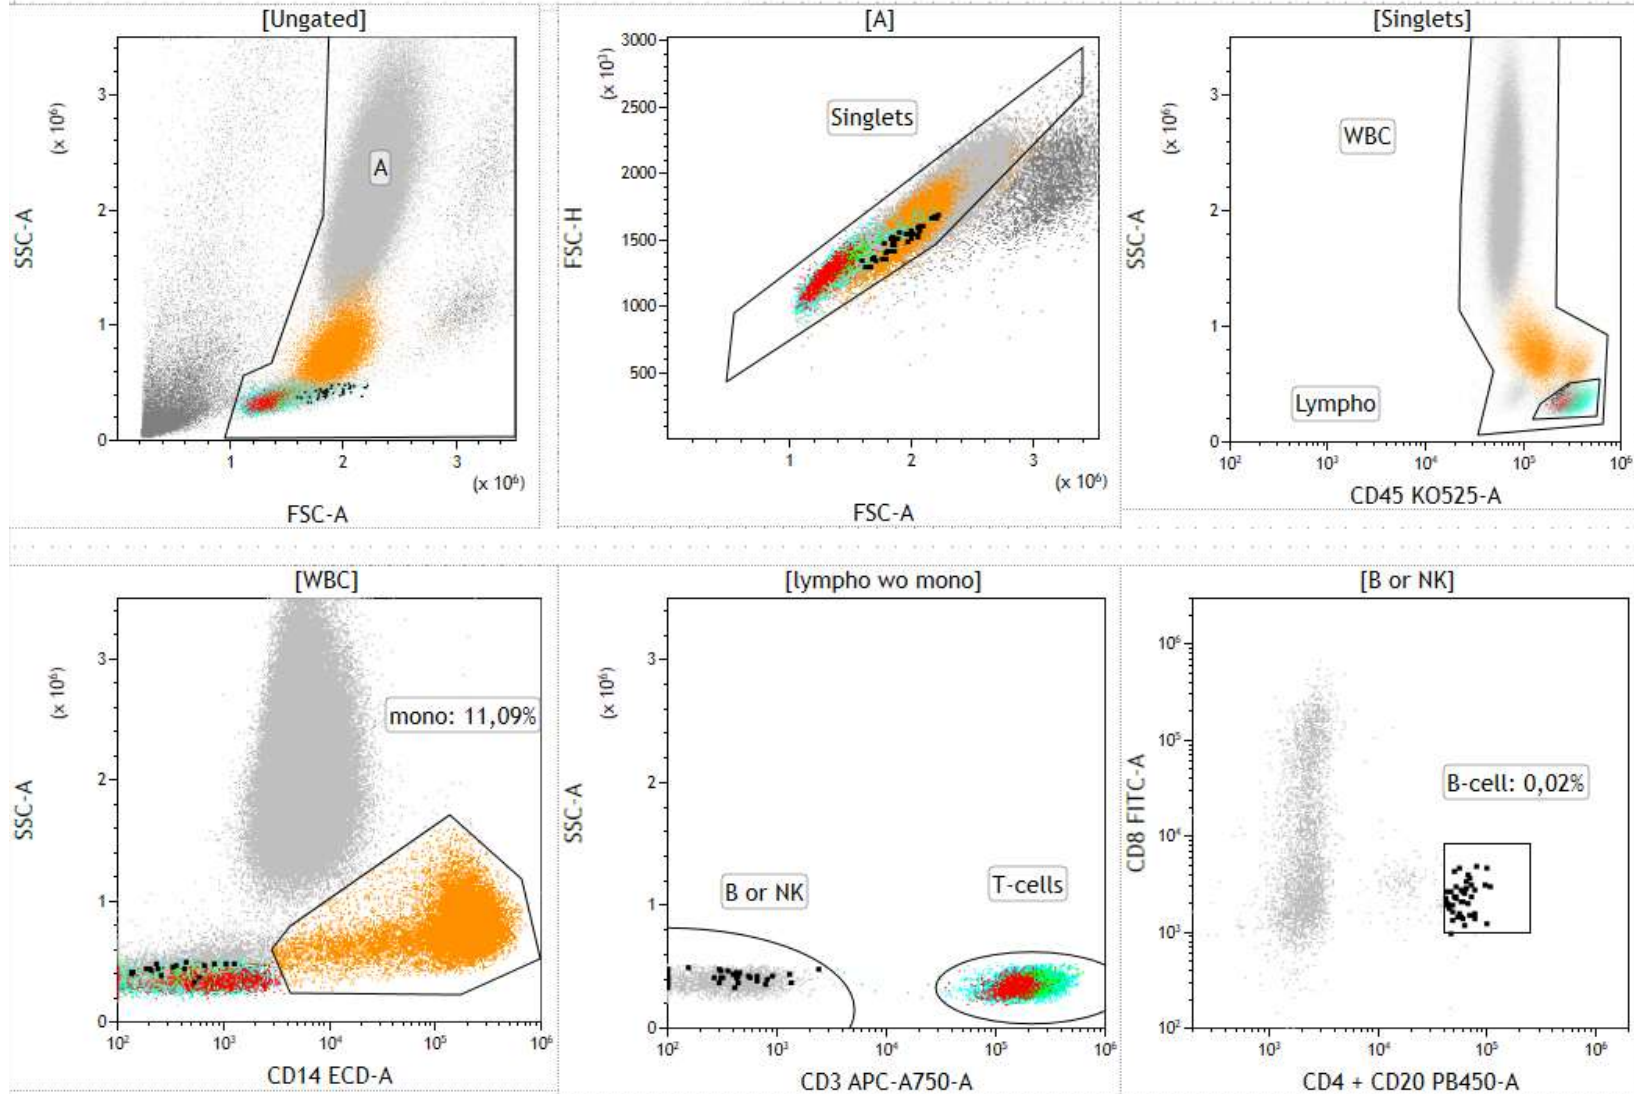 [Ungated]
(x 10⁶)
SSC-A
A
3
2
1
0
1
2
3
(x 10⁶)
FSC-A
[A]
(x 10³)
FSC-H
Singlets
3000
2500
2000
1500
1000
500
1
2
3
(x 10⁶)
FSC-A
[Singlets]
(x 10⁶)
SSC-A
WBC
Lympho
3
2
1
0
10² 10³ 10⁴ 10⁵ 10⁶
CD45 KO525-A
[WBC]
(x 10⁶)
SSC-A
mono: 11,09%
3
2
1
0
10² 10³ 10⁴ 10⁵ 10⁶
CD14 ECD-A
[lympho wo mono]
(x 10⁶)
SSC-A
B or NK
T-cells
3
2
1
0
10² 10³ 10⁴ 10⁵ 10⁶
CD3 APC-A750-A
[B or NK]
CD8 FITC-A
B-cell: 0,02%
10⁶
10⁵
10⁴
10³
10²
10³ 10⁴ 10⁵ 10⁶
CD4 + CD20 PB450-A